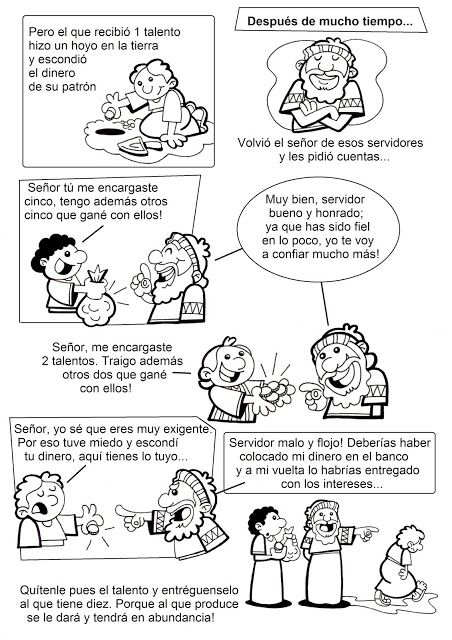 Pero el que recibió 1 talento
hizo un hoyo en la tierra
y escondió
el dinero
de su patrón
Después de mucho tiempo...
Volvió el señor de esos servidores
y les pidió cuentas...
Señor tú me encargaste
cinco, tengo además otros
cinco que gané con ellos!
Muy bien, servidor
bueno y honrado;
ya que has sido fiel
en lo poco, yo te voy
a confiar mucho más!
Señor, me encargaste
2 talentos. Traigo además
otros dos que gané
con ellos!
Señor, yo sé que eres muy exigente.
Por eso tuve miedo y escondí
tu dinero, aquí tienes lo tuyo...
Servidor malo y flojo! Deberías haber
colocado mi dinero en el banco
y a mi vuelta lo habrías entregado
con los intereses...
Quítenle pues el talento y entréguenselo
al que tiene diez. Porque al que produce
se le dará y tendrá en abundancia!